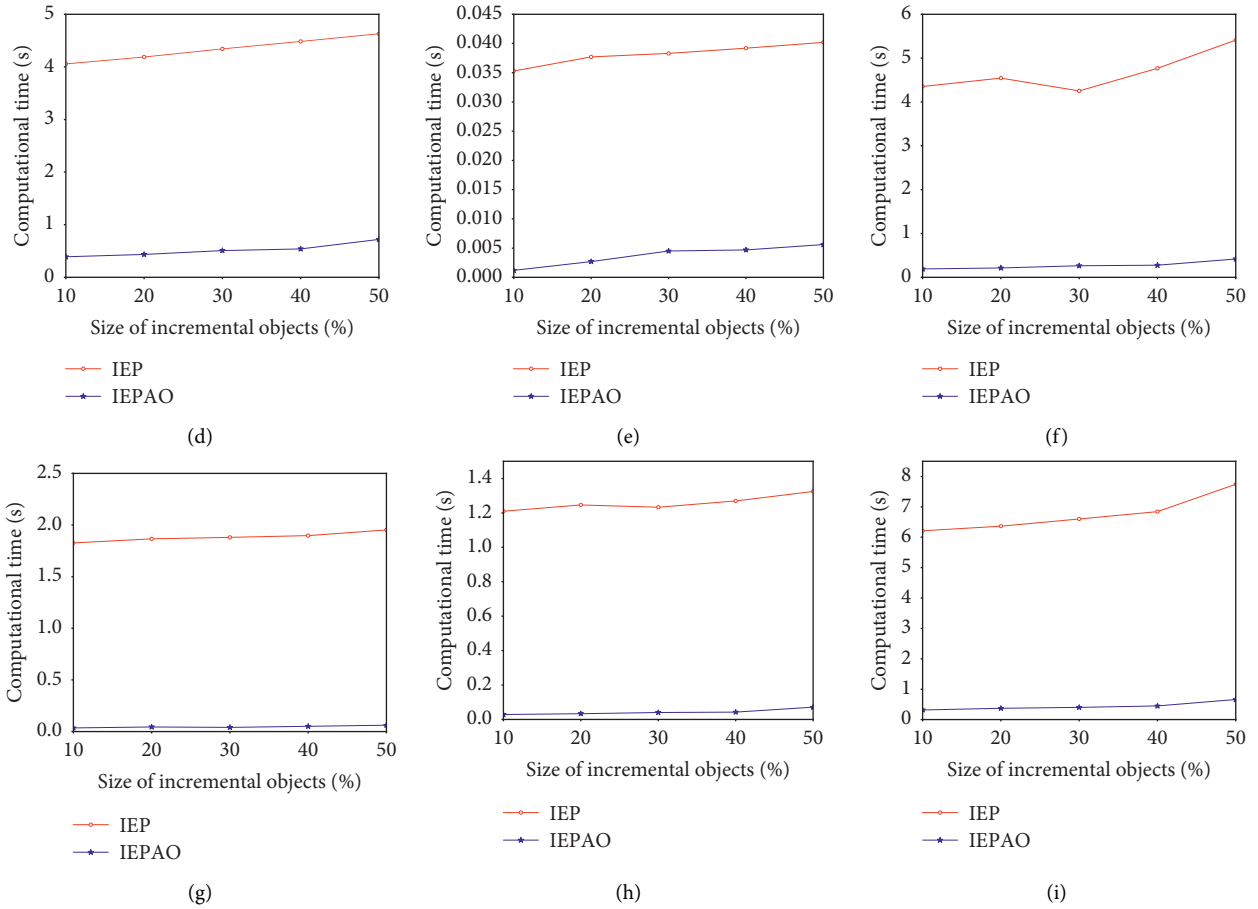 Computational time (s)
5
4
3
2
1
0
10 20 30 40 50
Size of incremental objects (%)
IEP
IEPAO
(d)
Computational time (s)
0.045
0.040
0.035
0.030
0.025
0.020
0.015
0.010
0.005
0.000
10 20 30 40 50
Size of incremental objects (%)
IEP
IEPAO
(e)
Computational time (s)
6
5
4
3
2
1
0
10 20 30 40 50
Size of incremental objects (%)
IEP
IEPAO
(f)
Computational time (s)
2.5
2.0
1.5
1.0
0.5
0.0
10 20 30 40 50
Size of incremental objects (%)
IEP
IEPAO
(g)
Computational time (s)
1.4
1.2
1.0
0.8
0.6
0.4
0.2
0.0
10 20 30 40 50
Size of incremental objects (%)
IEP
IEPAO
(h)
Computational time (s)
8
7
6
5
4
3
2
1
0
10 20 30 40 50
Size of incremental objects (%)
IEP
IEPAO
(i)